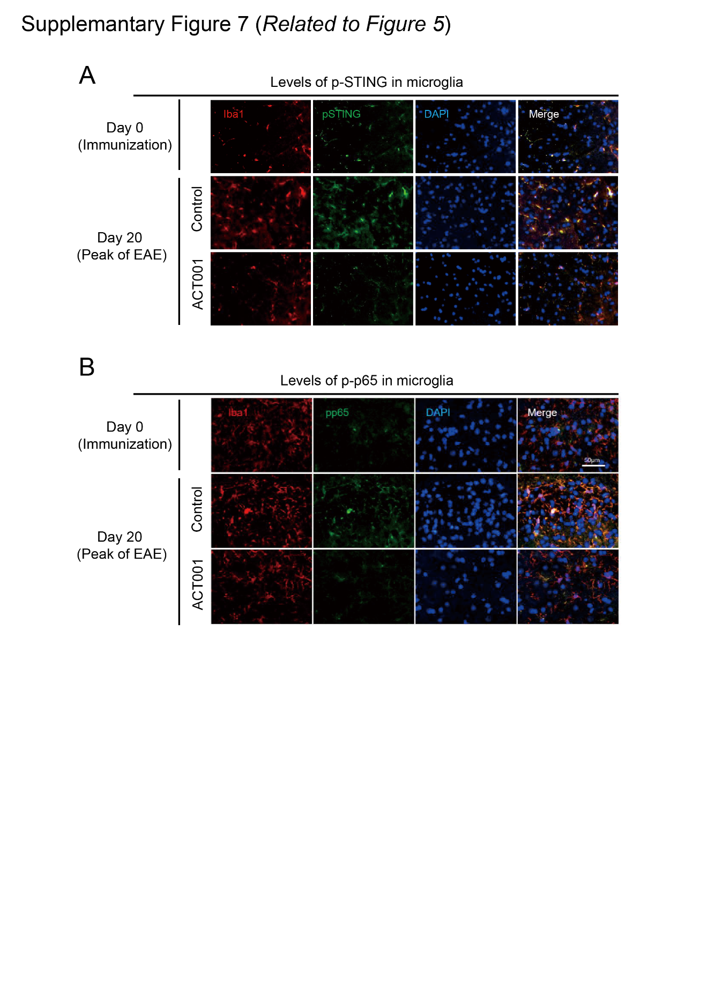 Supplemantary Figure 7 (Related to Figure 5)
A
Levels of p-STING in microglia
Day 0
(Immunization)
Iba1
pSTING
DAPI
Merge
Day 20
(Peak of EAE)
Control
ACT001
B
Levels of p-p65 in microglia
Day 0
(Immunization)
Iba1
pp65
DAPI
Merge
50μm
Day 20
(Peak of EAE)
Control
ACT001